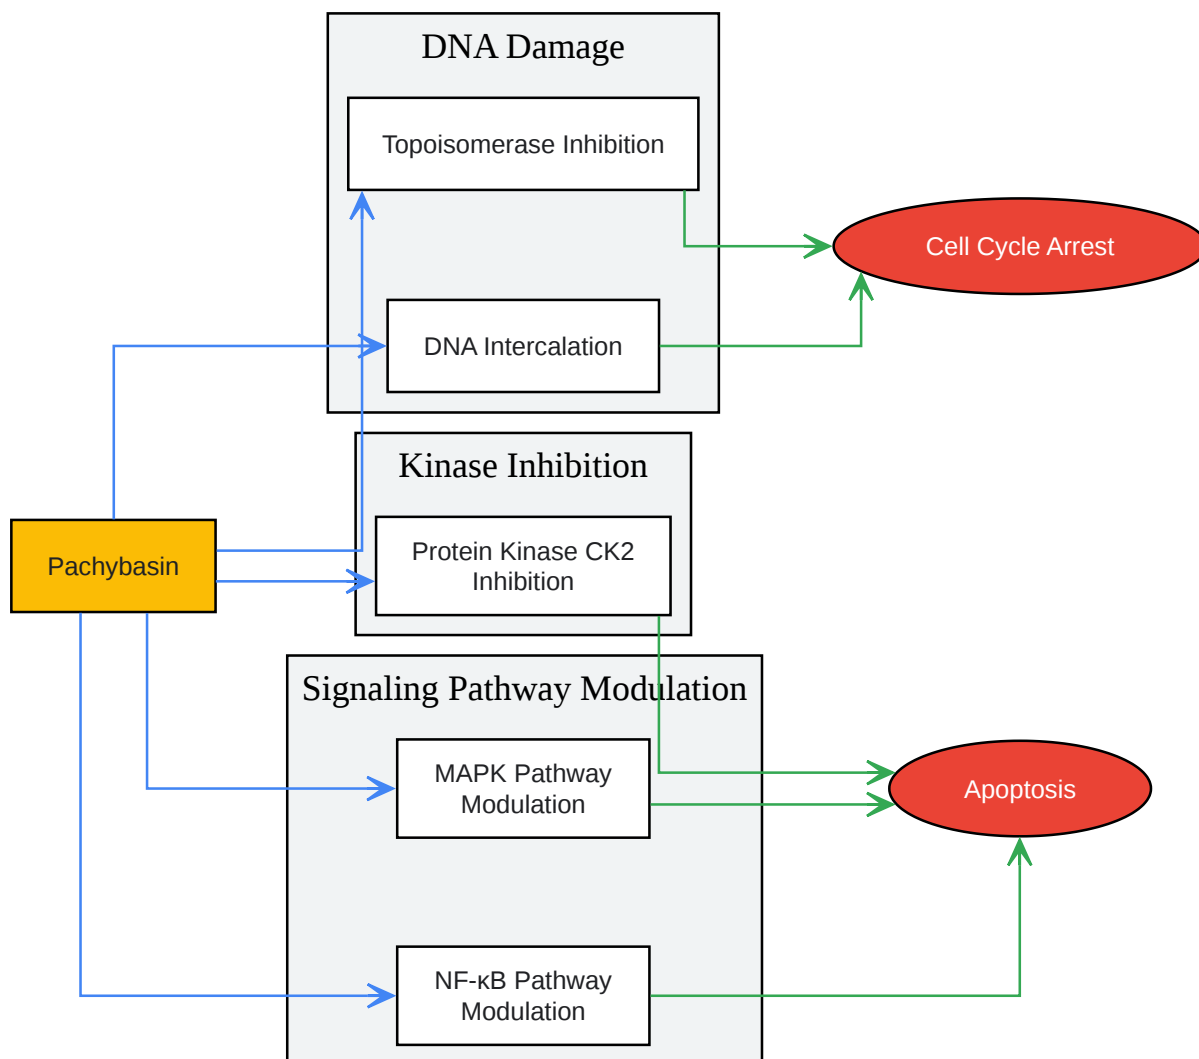 DNA Damage
Topoisomerase Inhibition
Cell Cycle Arrest
DNA Intercalation
Kinase Inhibition
Protein Kinase CK2
Inhibition
Pachybasin
Signaling Pathway Modulation
MAPK Pathway
Modulation
Apoptosis
NF-κB Pathway
Modulation